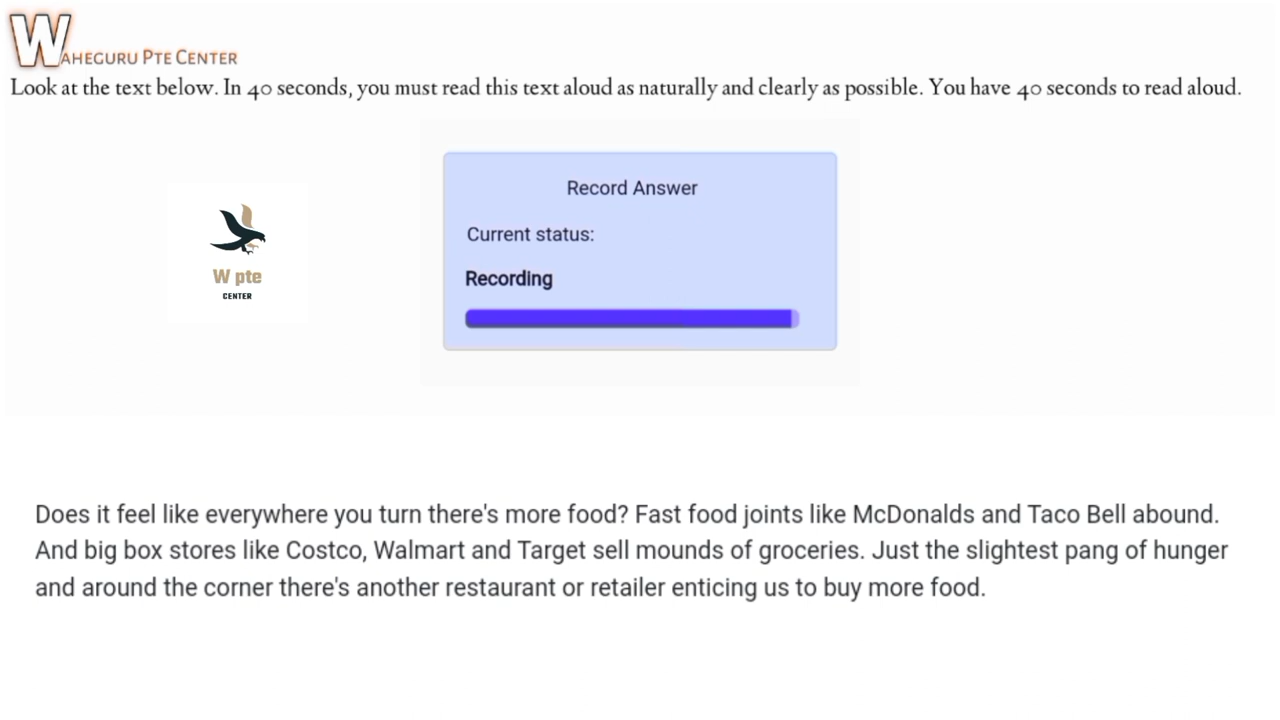 WAHEGURU PTE CENTER
Look at the text below. In 40 seconds, you must read this text aloud as naturally and clearly as possible. You have 40 seconds to read aloud.
Record Answer
Current status:
Recording
W pte
CENTER
Does it feel like everywhere you turn there's more food? Fast food joints like McDonalds and Taco Bell abound.
And big box stores like Costco, Walmart and Target sell mounds of groceries. Just the slightest pang of hunger
and around the corner there's another restaurant or retailer enticing us to buy more food.